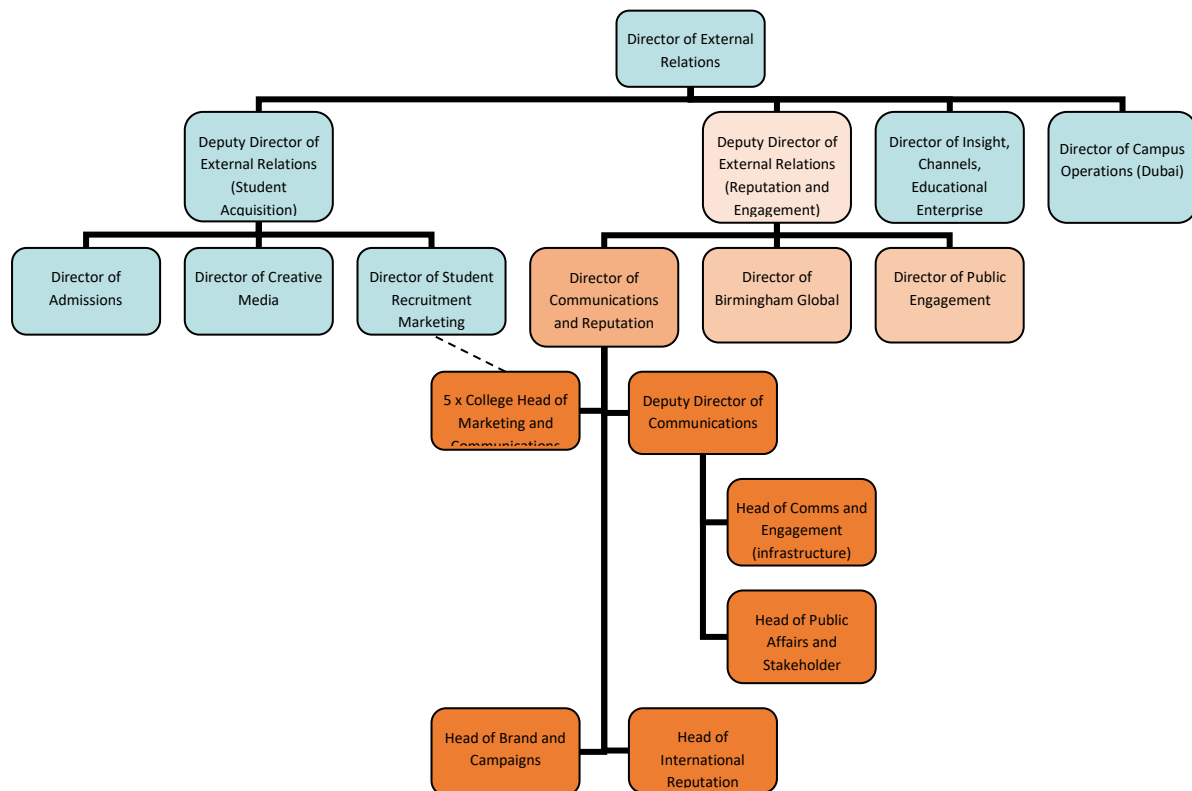 Director of External
Relations
Deputy Director of
External Relations
(Student
Acquisition)
Deputy Director of
External Relations
(Reputation and
Engagement)
Director of Insight,
Channels,
Educational
Enterprise
Director of Campus
Operations (Dubai)
Director of
Admissions
Director of Creative
Media
Director of Student
Recruitment
Marketing
Director of
Communications
and Reputation
Director of
Birmingham Global
Director of Public
Engagement
5 x College Head of
Marketing and
Communications
Deputy Director of
Communications
Head of Comms and
Engagement
(infrastructure)
Head of Public
Affairs and
Stakeholder
Head of Brand and
Campaigns
Head of
International
Reputation